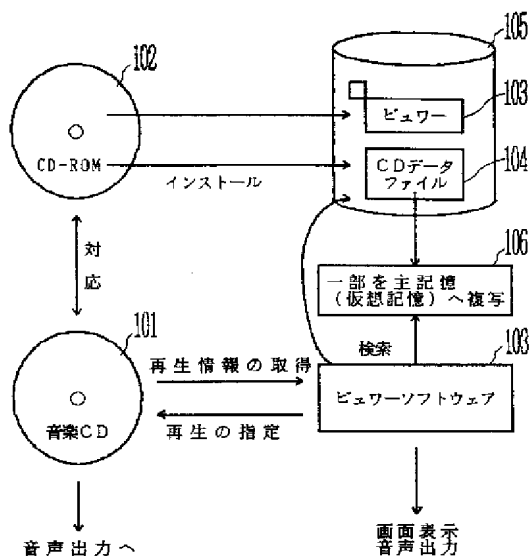 105
102
103
ビュワー
104
CD-ROM
CDデータ
ファイル
インストール
106
対応
一部を主記憶
(仮想記憶)へ複写
101
検索
103
再生情報の取得
ビュワーソフトウェア
音楽CD
再生の指定
音声出力へ
画面表示
音声出力